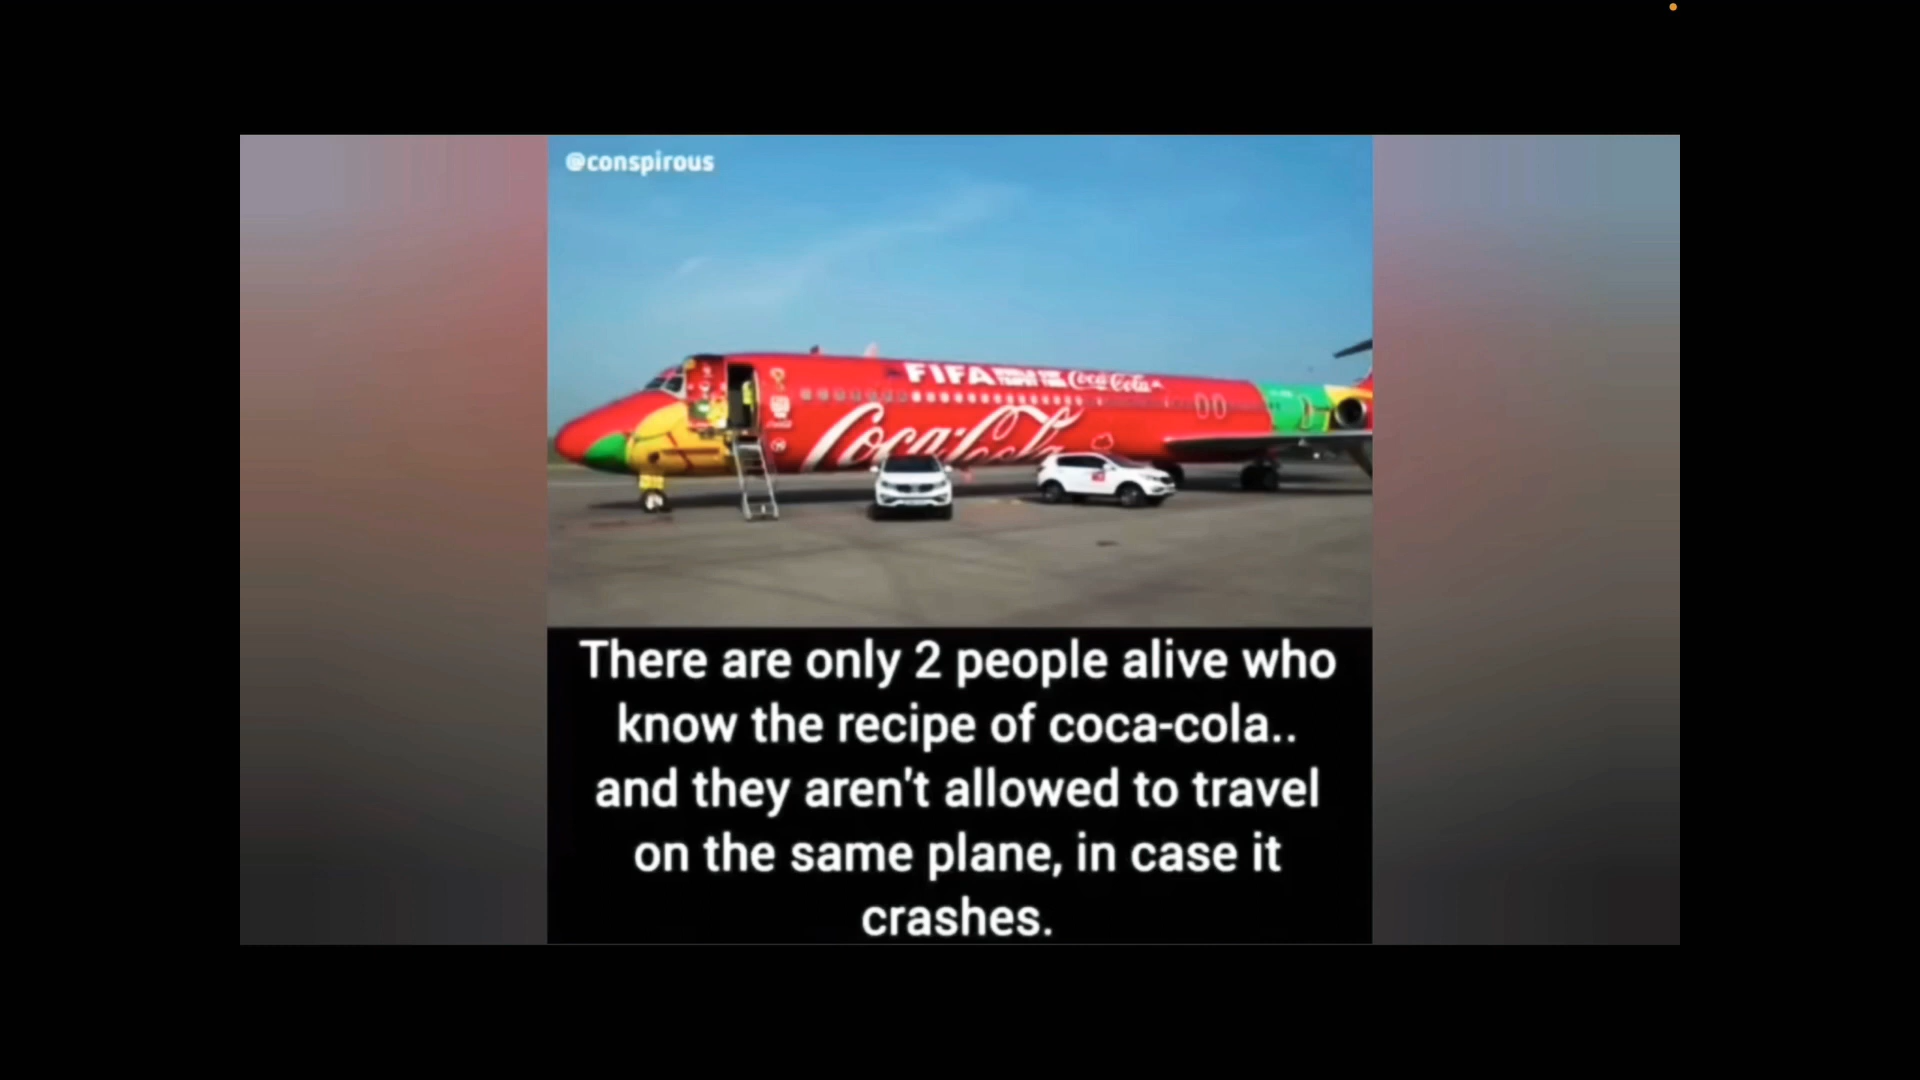 @conspirous
FIFA Coca-Cola
Coca-Cola
There are only 2 people alive who
know the recipe of coca-cola..
and they aren't allowed to travel
on the same plane, in case it
crashes.